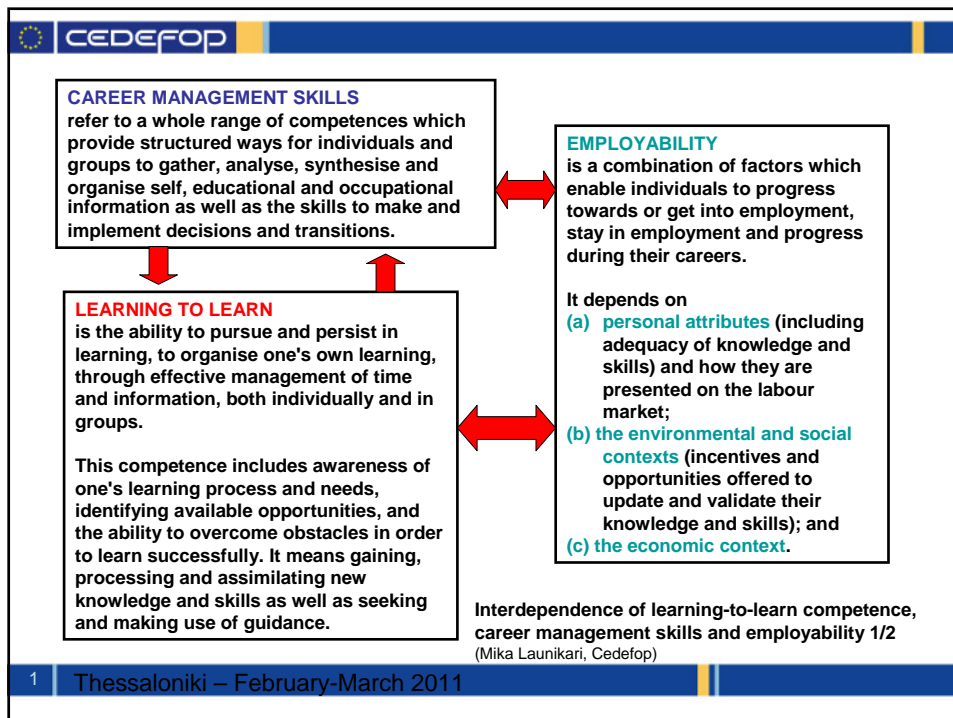 CEDEFOP
CAREER MANAGEMENT SKILLS
refer to a whole range of competences which
provide structured ways for individuals and
groups to gather, analyse, synthesise and
organise self, educational and occupational
information as well as the skills to make and
implement decisions and transitions.
LEARNING TO LEARN
is the ability to pursue and persist in
learning, to organise one's own learning,
through effective management of time
and information, both individually and in
groups.
This competence includes awareness of
one's learning process and needs,
identifying available opportunities, and
the ability to overcome obstacles in order
to learn successfully. It means gaining,
processing and assimilating new
knowledge and skills as well as seeking
and making use of guidance.
EMPLOYABILITY
is a combination of factors which
enable individuals to progress
towards or get into employment,
stay in employment and progress
during their careers.
It depends on
(a) personal attributes (including
adequacy of knowledge and
skills) and how they are
presented on the labour
market;
(b) the environmental and social
contexts (incentives and
opportunities offered to
update and validate their
knowledge and skills); and
(c) the economic context.
Interdependence of learning-to-learn competence,
career management skills and employability 1/2
(Mika Launikari, Cedefop)
1 Thessaloniki – February-March 2011